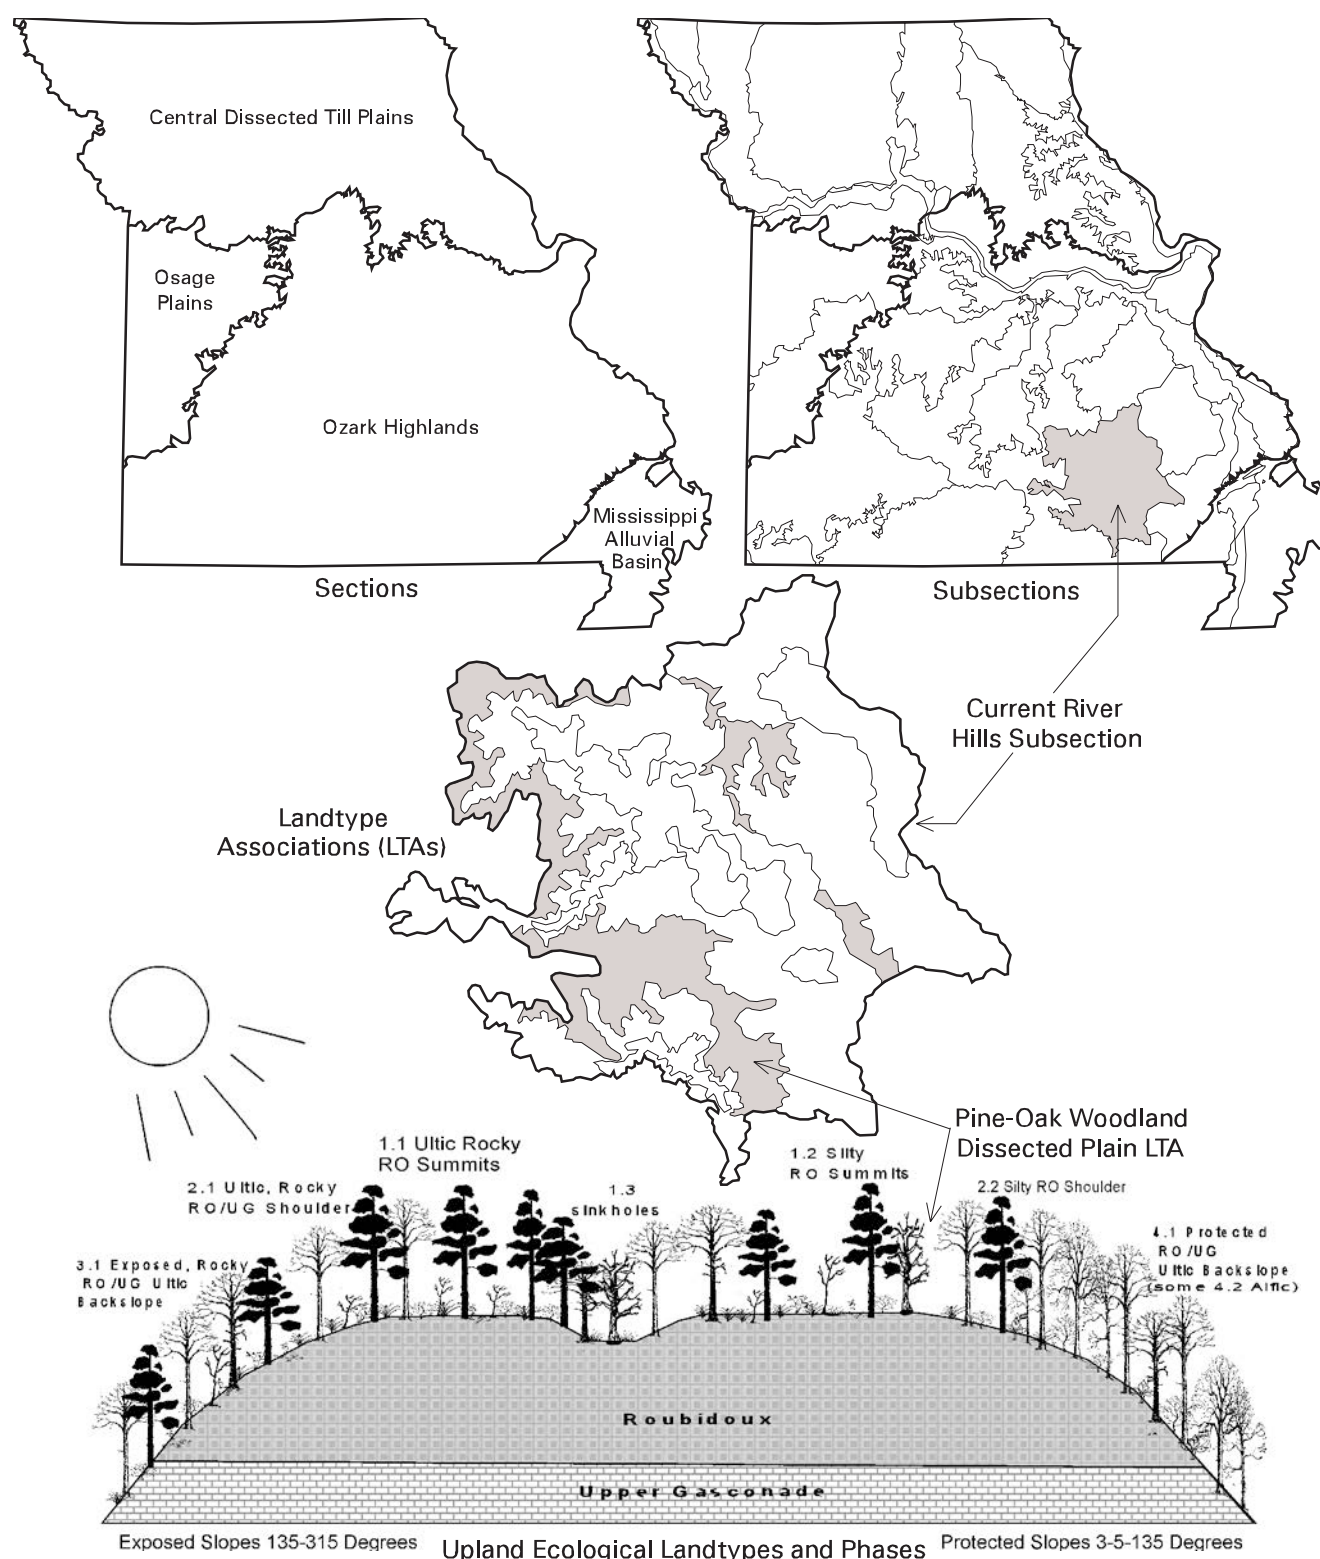 Central Dissected Till Plains
Osage
Plains
Ozark Highlands
Mississippi
Alluvial
Basin
Sections
Subsections
Current River
Hills Subsection
Landtype
Associations (LTAs)
Pine-Oak Woodland
Dissected Plain LTA
1.1 Ultic Rocky
RO Summits
1.2 Silty
RO Summits
2.1 Ultic, Rocky
RO/UG Shoulder
1.3
sinkholes
2.2 Silty RO Shoulder
3.1 Exposed, Rocky
RO/UG Ultic
Backslope
4.1 Protected
RO/UG
Ultic Backslope
(some 4.2 Alfic)
Roubidoux
Upper Gasconade
Exposed Slopes 135-315 Degrees
Upland Ecological Landtypes and Phases
Protected Slopes 3-5-135 Degrees